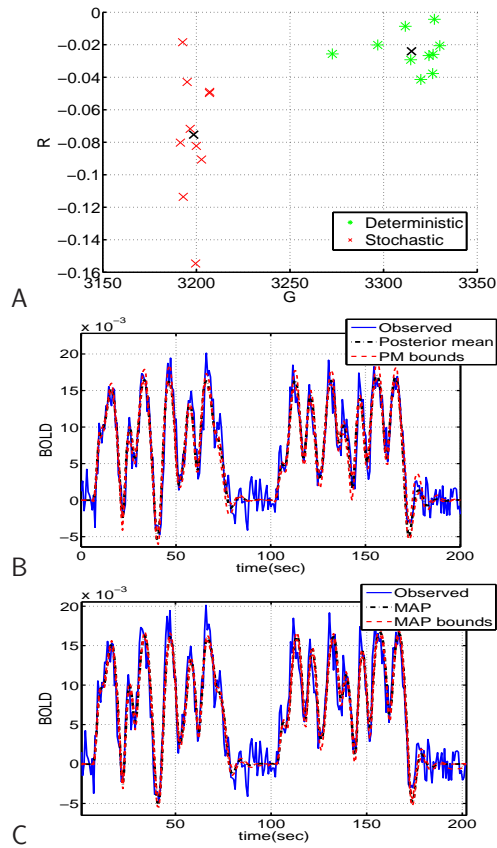 0
−0.02
−0.04
−0.06
−0.08
−0.1
−0.12
−0.14
−0.16
R
Deterministic
Stochastic
3150 3200 3250 3300 3350
G
A
x 10−3
Observed
Posterior mean
PM bounds
20
15
10
5
0
−5
BOLD
0 50 100 150 200
time(sec)
B
x 10−3
Observed
MAP
MAP bounds
20
15
10
5
0
−5
BOLD
50 100 150 200
time(sec)
C